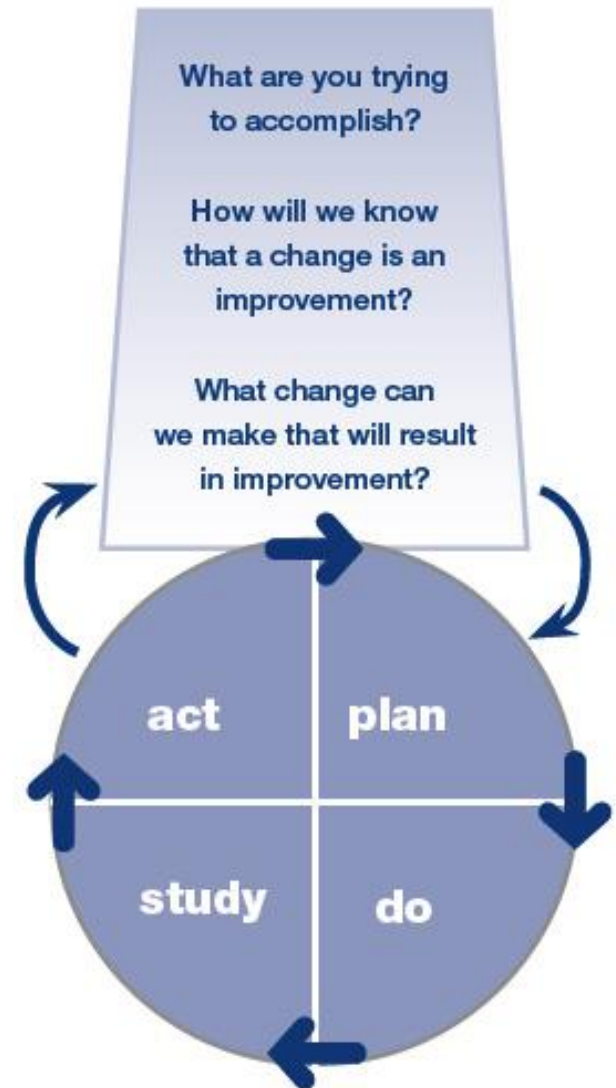 What are you trying
to accomplish?
How will we know
that a change is an
improvement?
What change can
we make that will result
in improvement?
act
plan
study
do